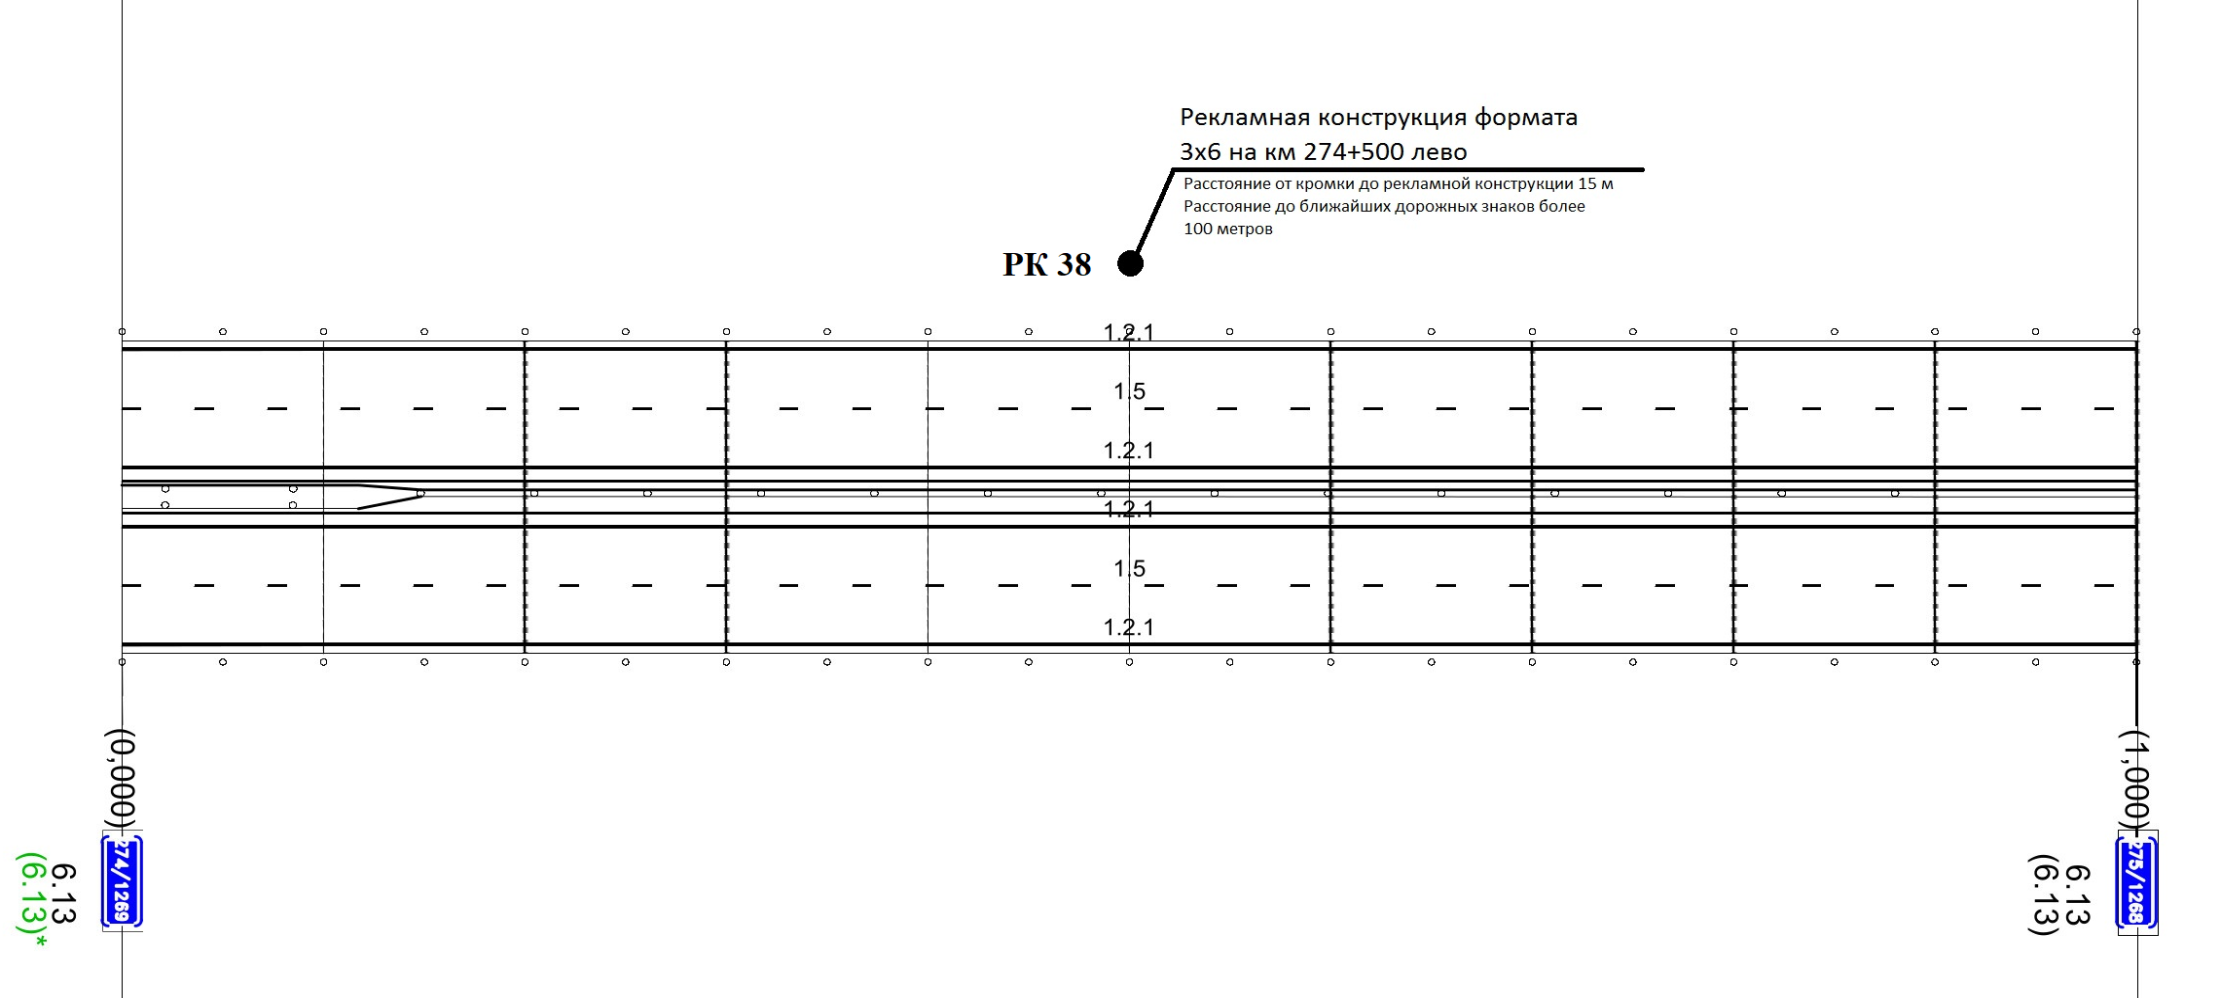 Рекламная конструкция формата
3х6 на км 274+500 лево
Расстояние от кромки до рекламной конструкции 15 м
Расстояние до ближайших дорожных знаков более
100 метров
РК 38
1.2.1
1.5
1.2.1
1.2.1
1.5
1.2.1
(0,000)
274/1269
6.13
(6.13)*
(1,000)
275/1268
6.13
(6.13)